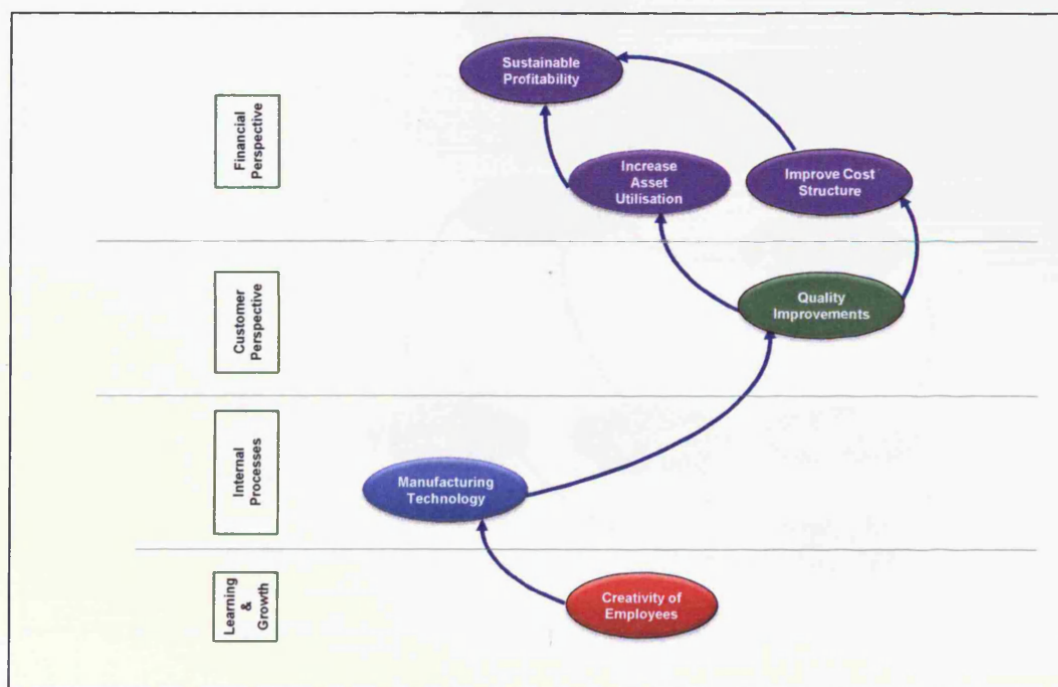 Sustainable
Profitability
Financial
Perspective
Increase
Asset
Utilisation
Improve Cost
Structure
Customer
Perspective
Quality
Improvements
Internal
Processes
Manufacturing
Technology
Learning
&
Growth
Creativity of
Employees